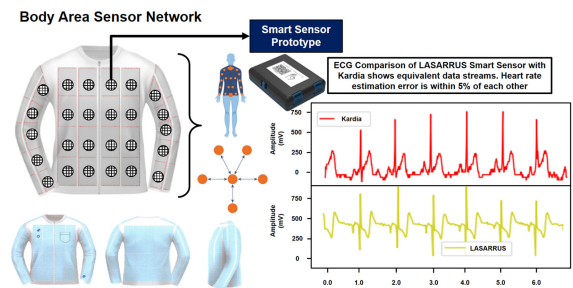 Body Area Sensor Network
Smart Sensor
Prototype
ECG Comparison of LASARRUS Smart Sensor with
Kardia shows equivalent data streams. Heart rate
estimation error is within 5% of each other
Amplitude
(mV)
750
500
250
0
Kardia
Amplitude
(mV)
750
500
250
0
LASARRUS
0.0 1.0 2.0 3.0 4.0 5.0 6.0